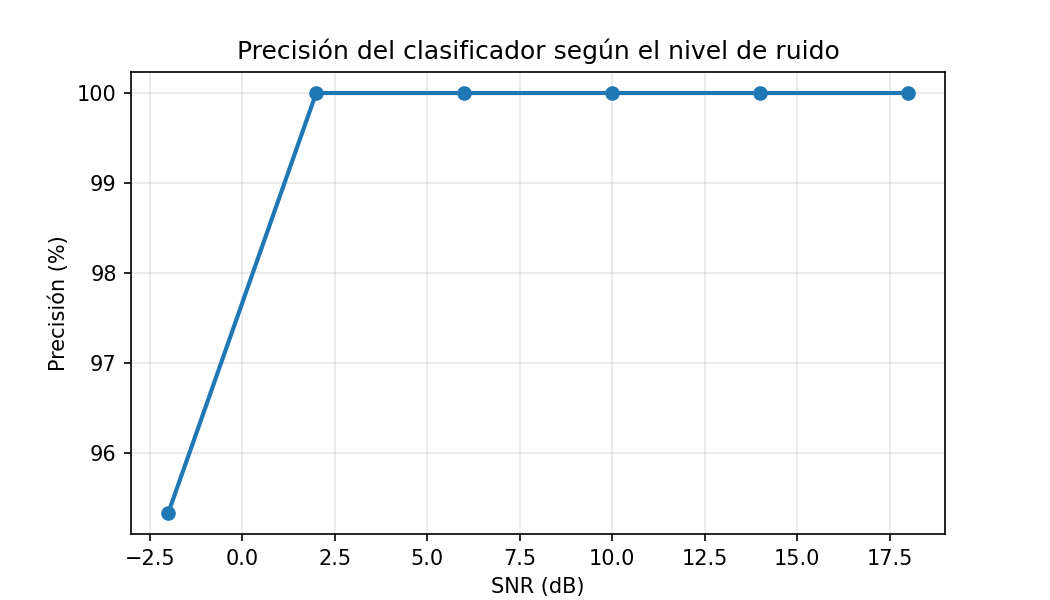 Precisión del clasificador según el nivel de ruido
Precisión (%)
100
99
98
97
96
−2.5 0.0 2.5 5.0 7.5 10.0 12.5 15.0 17.5
SNR (dB)